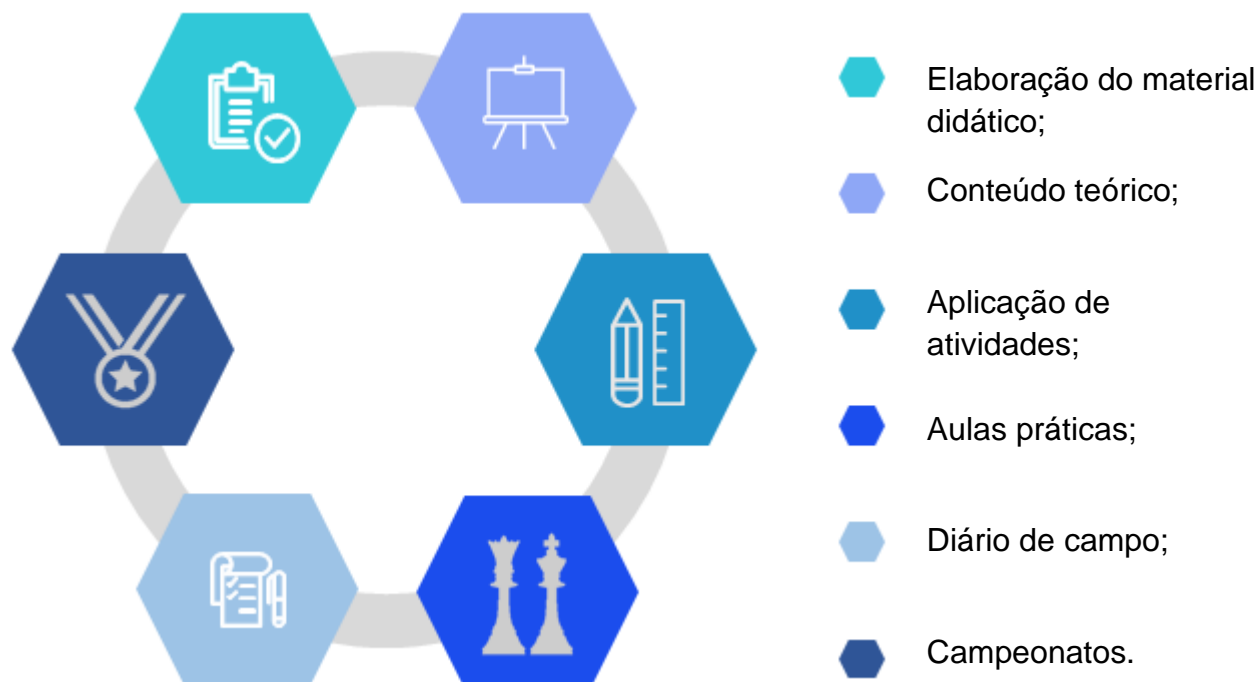 Elaboração do material
didático;
Conteúdo teórico;
Aplicação de
atividades;
Aulas práticas;
Diário de campo;
Campeonatos.